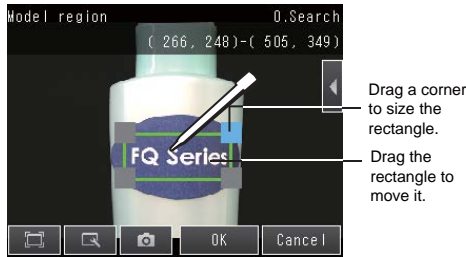 Model region
O.Search
( 266, 248)-( 505, 349)
Drag a corner
to size the
rectangle.
FQ Series
Drag the
rectangle to
move it.
OK
Cancel